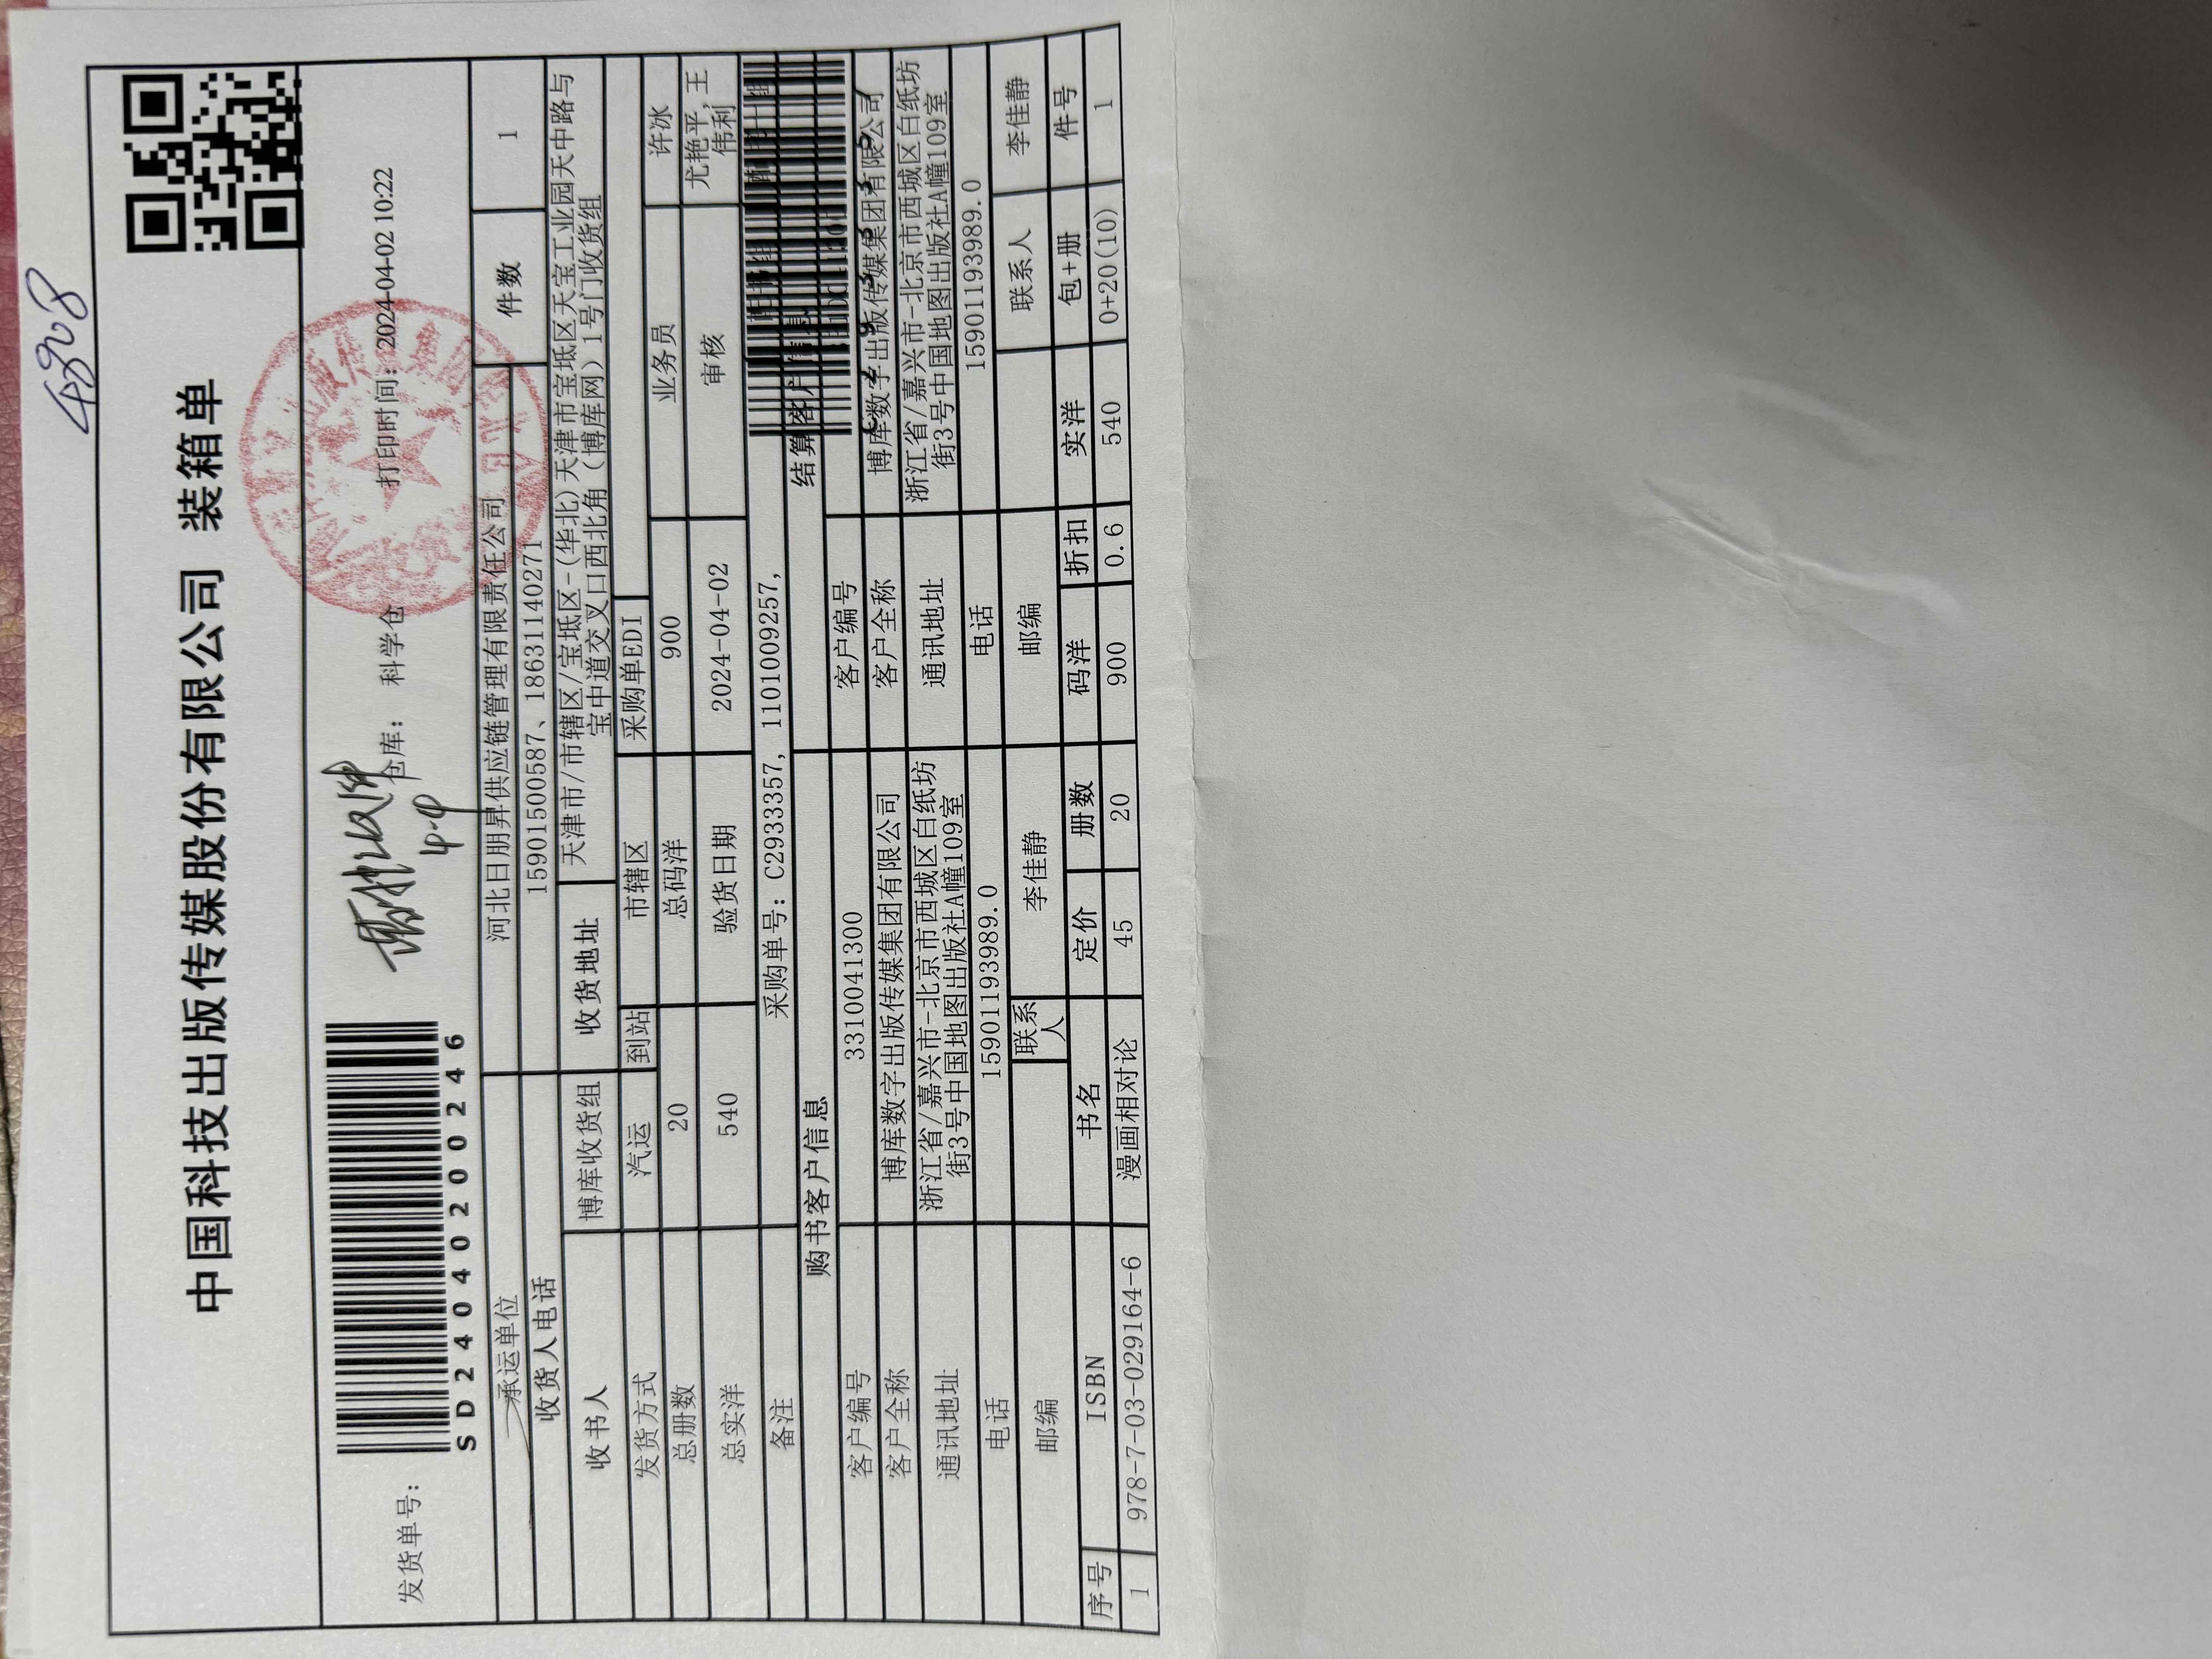 4808
中国科技出版传媒股份有限公司 装箱单
发货单号：
SD24040200246
仓库： 科学仓
打印时间：2024-04-02 10:22
4-4
承运单位 河北日朋昇供应链管理有限责任公司 件数 1
收货人电话 15901500587、18631140271
收书人 博库收货组 收货地址 天津市/市辖区/宝坻区-(华北)天津市宝坻区天宝工业园天中路与
宝中道交叉口西北角（博库网）1号门收货组
发货方式 汽运 到站 市辖区 采购单EDI
总册数 20 总码洋 900 业务员 许冰
总实洋 540 验货日期 2024-04-02 审核 尤艳平,王
伟利
备注 采购单号：C2933357, 1101009257,
购书客户信息 结算客户信息
客户编号 3310041300 客户编号
客户全称 博库数字出版传媒集团有限公司 客户全称 博库数字出版传媒集团有限公司
通讯地址 浙江省/嘉兴市-北京市西城区白纸坊
街3号中国地图出版社A幢109室 通讯地址 浙江省/嘉兴市-北京市西城区白纸坊
街3号中国地图出版社A幢109室
电话 15901193989.0 电话 15901193989.0
邮编 联系人 李佳静 邮编 联系人 李佳静
序号 ISBN 书名 定价 册数 码洋 折扣 实洋 包+册 件号
1 978-7-03-029164-6 漫画相对论 45 20 900 0.6 540 0+20(10) 1